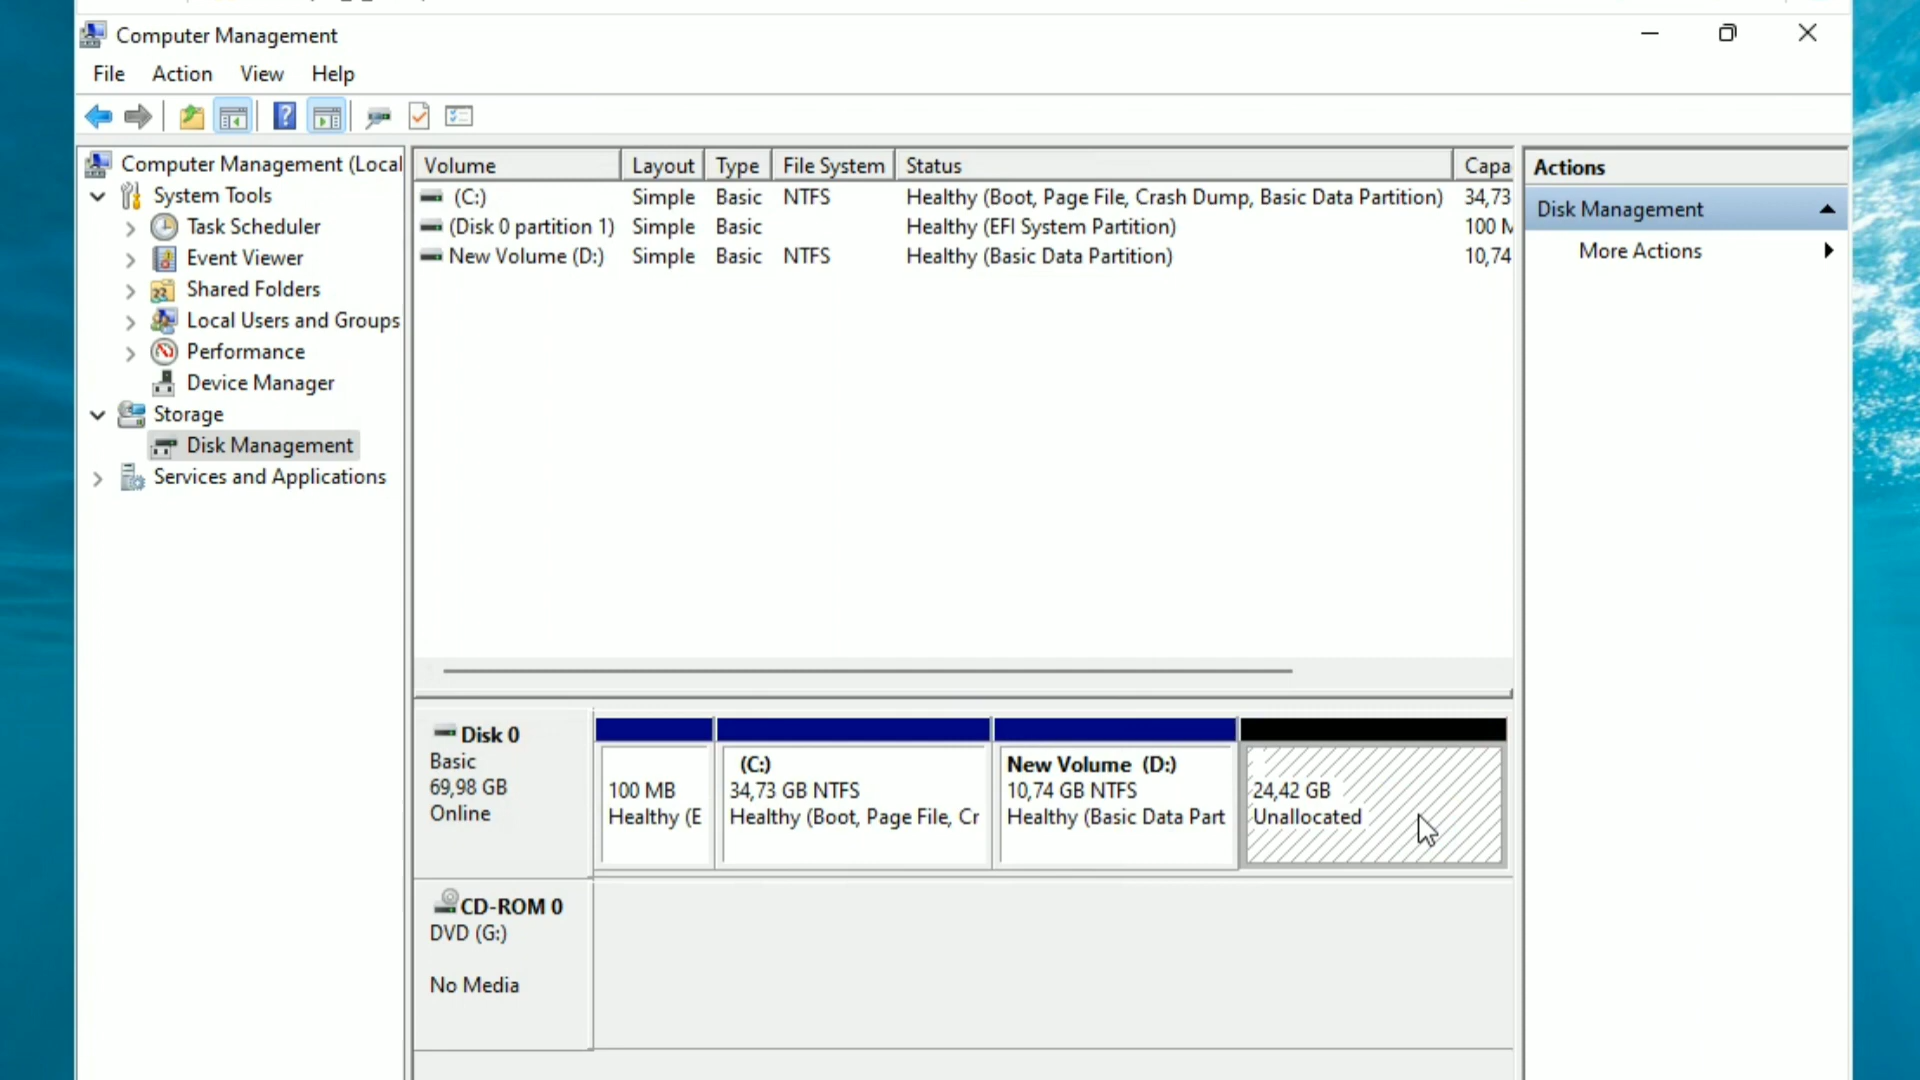 Computer Management
File Action View Help
Computer Management (Local
System Tools
Task Scheduler
Event Viewer
Shared Folders
Local Users and Groups
Performance
Device Manager
Storage
Disk Management
Services and Applications
Volume Layout Type File System Status Capa
(C:) Simple Basic NTFS Healthy (Boot, Page File, Crash Dump, Basic Data Partition) 34,73
(Disk 0 partition 1) Simple Basic Healthy (EFI System Partition) 100 M
New Volume (D:) Simple Basic NTFS Healthy (Basic Data Partition) 10,74
Disk 0
Basic
69,98 GB
Online
100 MB
Healthy (E
(C:)
34,73 GB NTFS
Healthy (Boot, Page File, Cr
New Volume (D:)
10,74 GB NTFS
Healthy (Basic Data Part
24,42 GB
Unallocated
CD-ROM 0
DVD (G:)
No Media
Actions
Disk Management
More Actions